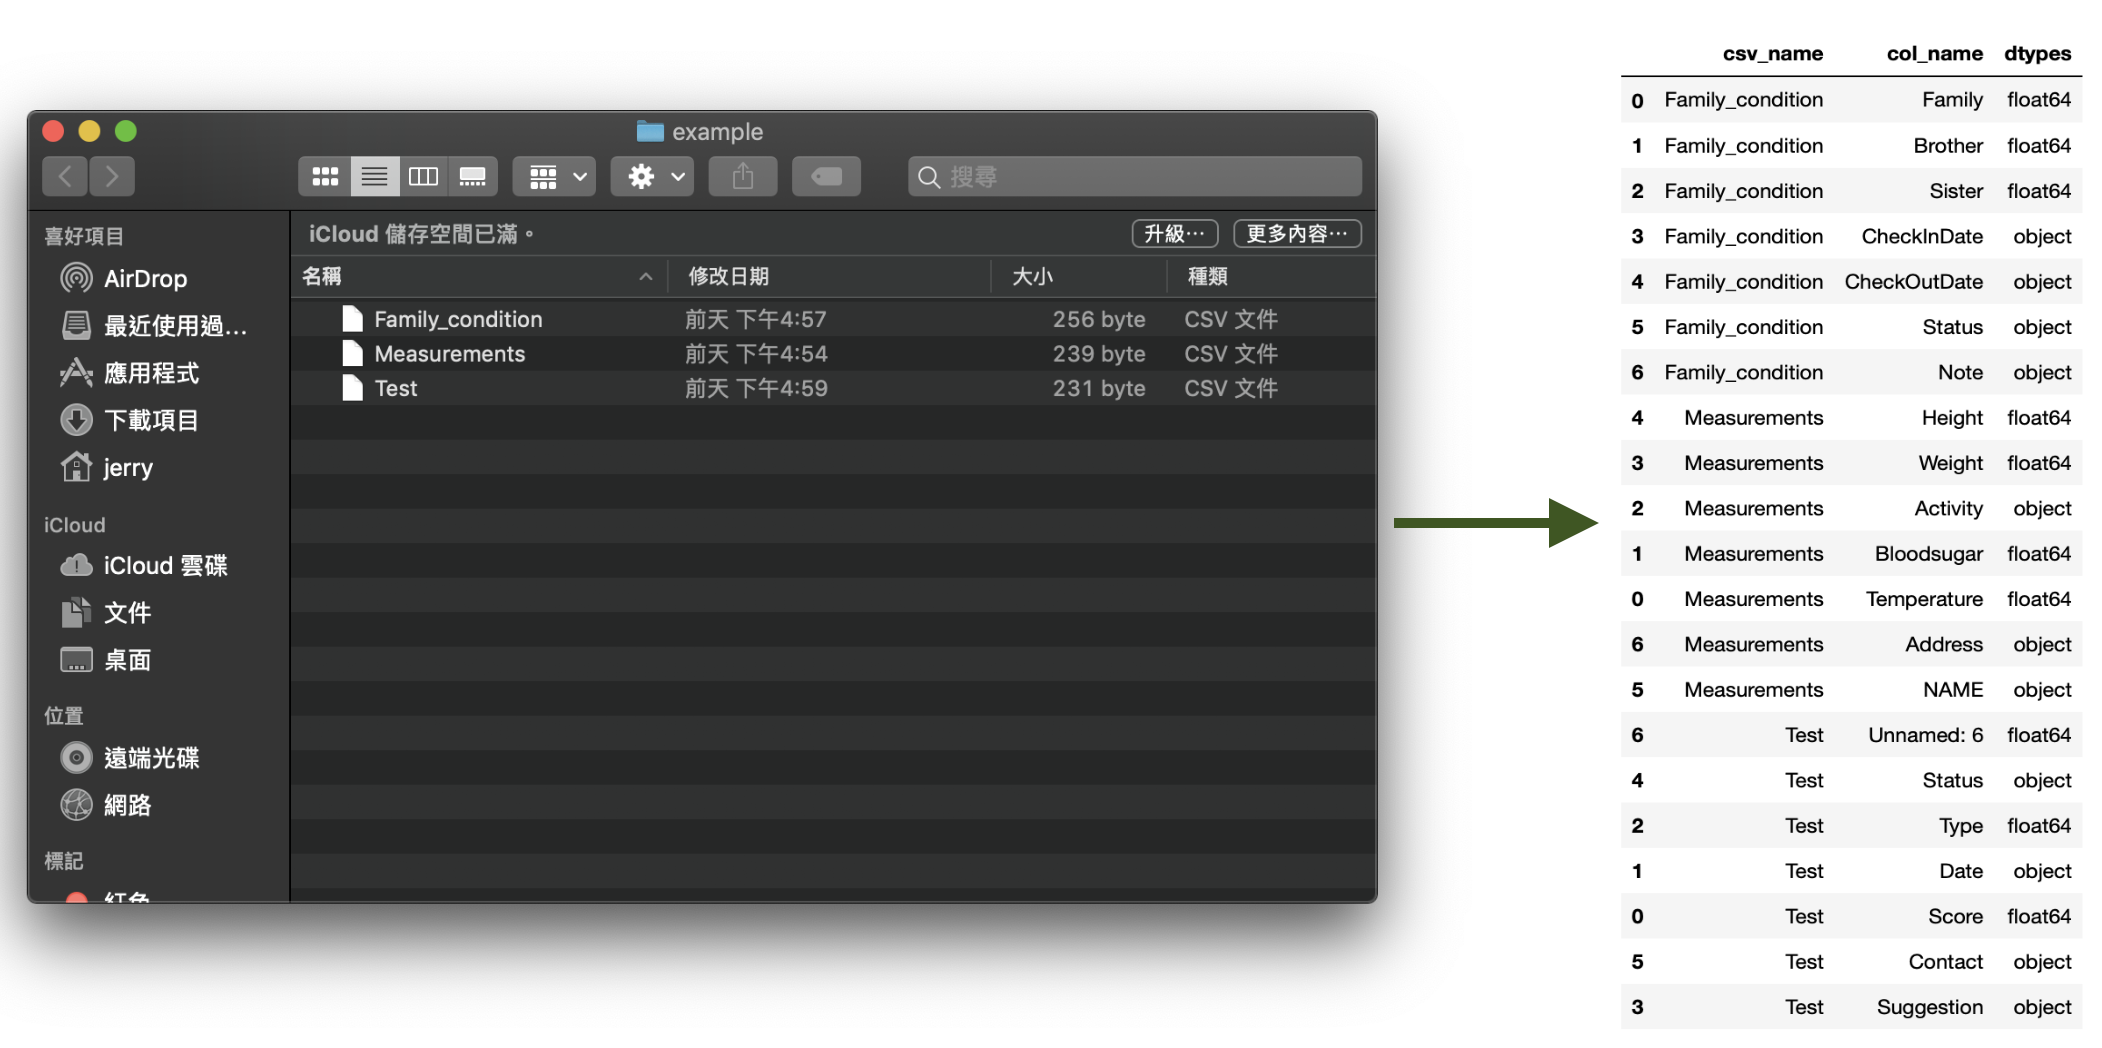 example
搜尋
喜好項目
AirDrop
最近使用過…
應用程式
下載項目
jerry
iCloud
iCloud 雲碟
文件
桌面
位置
遠端光碟
網路
標記
紅色
iCloud 儲存空間已滿。
升級⋯
更多內容⋯
名稱 修改日期 大小 種類
Family_condition 前天 下午4:57 256 byte CSV 文件
Measurements 前天 下午4:54 239 byte CSV 文件
Test 前天 下午4:59 231 byte CSV 文件
csv_name col_name dtypes
0 Family_condition Family float64
1 Family_condition Brother float64
2 Family_condition Sister float64
3 Family_condition CheckInDate object
4 Family_condition CheckOutDate object
5 Family_condition Status object
6 Family_condition Note object
4 Measurements Height float64
3 Measurements Weight float64
2 Measurements Activity object
1 Measurements Bloodsugar float64
0 Measurements Temperature float64
6 Measurements Address object
5 Measurements NAME object
6 Test Unnamed: 6 float64
4 Test Status object
2 Test Type float64
1 Test Date object
0 Test Score float64
5 Test Contact object
3 Test Suggestion object